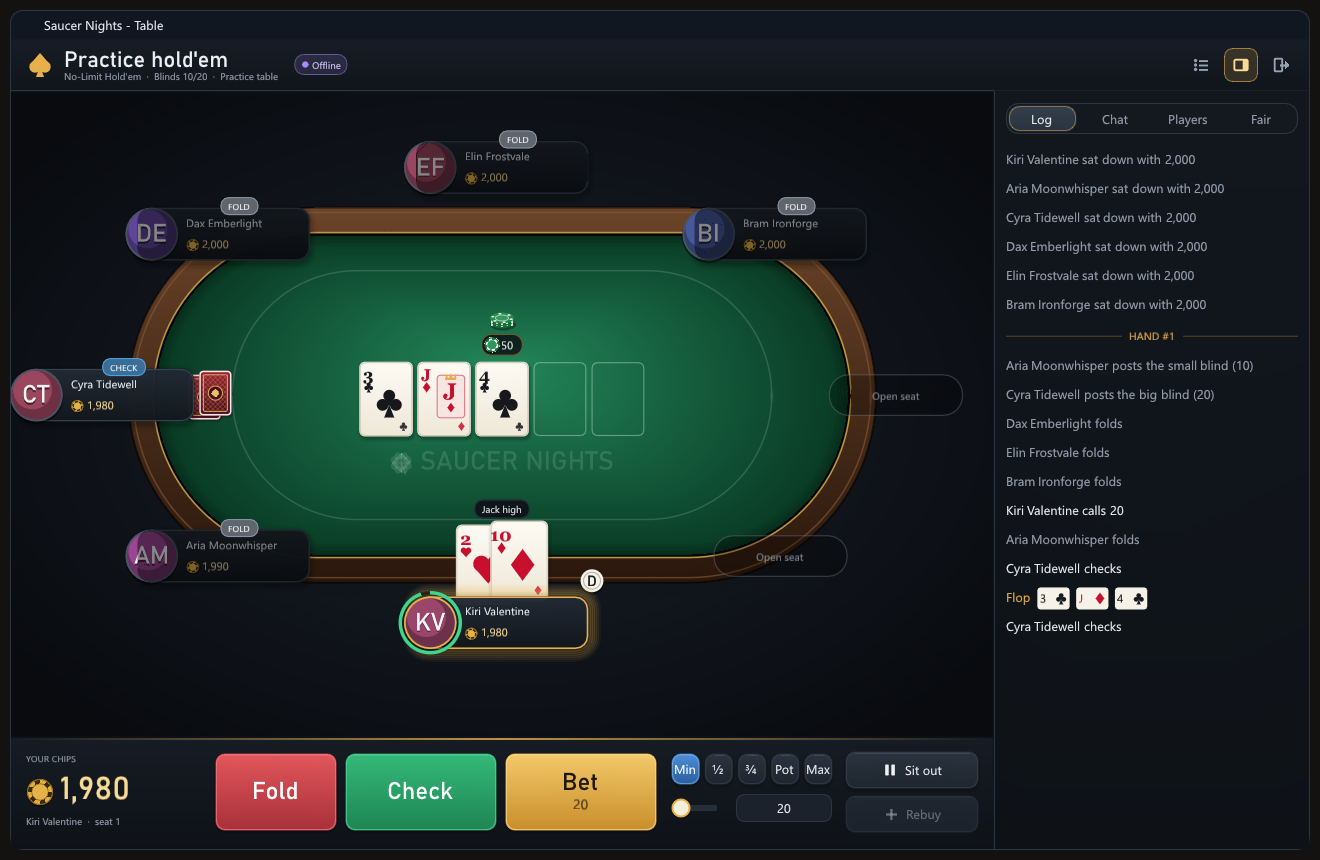 Saucer Nights - Table
Practice hold'em
No-Limit Hold'em · Blinds 10/20 · Practice table
Offline
FOLD
EF
Elin Frostvale
2,000
FOLD
DE
Dax Emberlight
2,000
FOLD
BI
Bram Ironforge
2,000
50
CHECK
CT
Cyra Tidewell
1,980
3
J
J
4
Open seat
SAUCER NIGHTS
Jack high
FOLD
AM
Aria Moonwhisper
1,990
2
10
Open seat
D
KV
Kiri Valentine
1,980
YOUR CHIPS
1,980
Kiri Valentine · seat 1
Fold
Check
Bet
20
Min
½
¾
Pot
Max
20
Sit out
Rebuy
Log
Chat
Players
Fair
Kiri Valentine sat down with 2,000
Aria Moonwhisper sat down with 2,000
Cyra Tidewell sat down with 2,000
Dax Emberlight sat down with 2,000
Elin Frostvale sat down with 2,000
Bram Ironforge sat down with 2,000
HAND #1
Aria Moonwhisper posts the small blind (10)
Cyra Tidewell posts the big blind (20)
Dax Emberlight folds
Elin Frostvale folds
Bram Ironforge folds
Kiri Valentine calls 20
Aria Moonwhisper folds
Cyra Tidewell checks
Flop 3 J 4
Cyra Tidewell checks